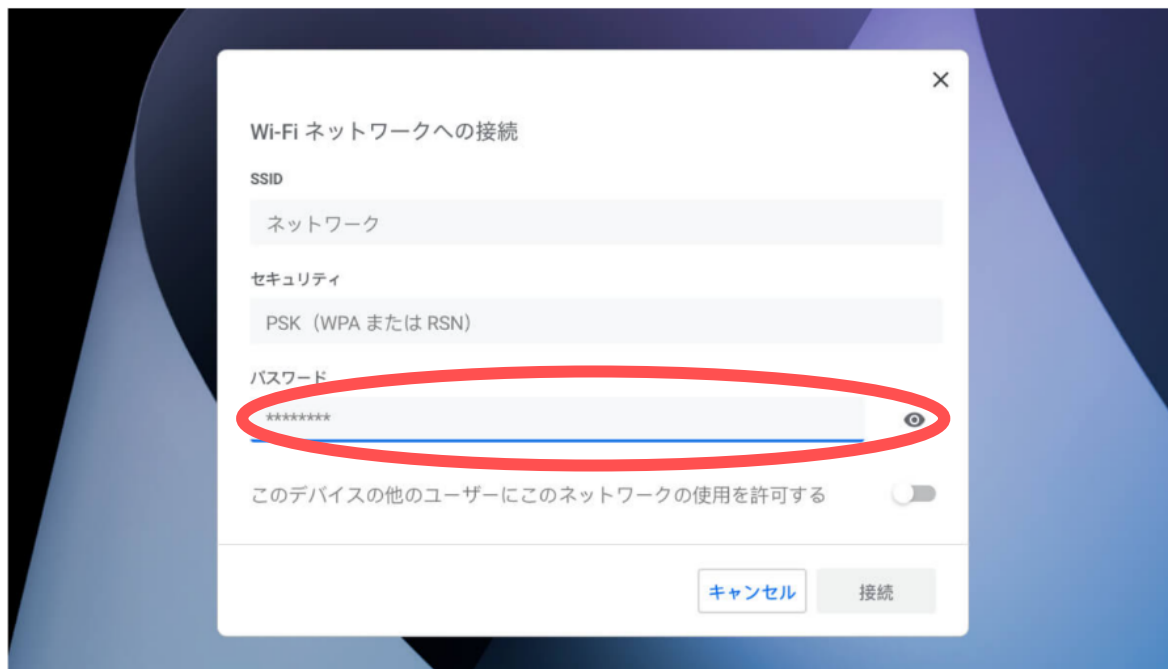 Wi-Fi ネットワークへの接続
SSID
ネットワーク
セキュリティ
PSK（WPA または RSN）
パスワード
********
このデバイスの他のユーザーにこのネットワークの使用を許可する
キャンセル 接続